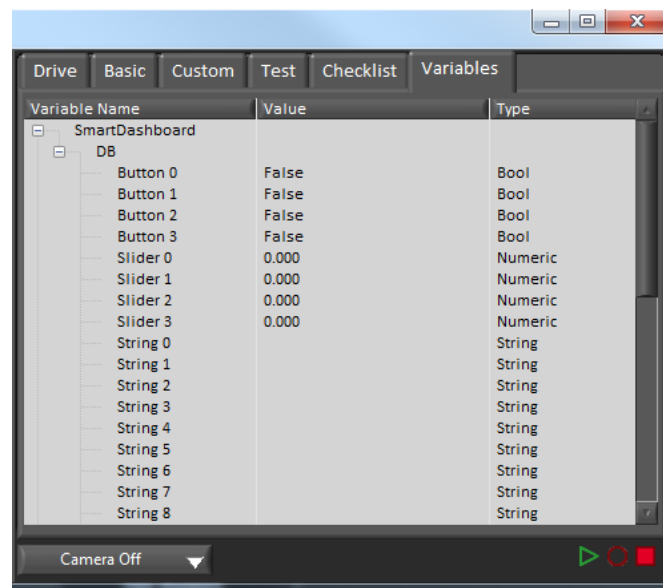 Drive Basic Custom Test Checklist Variables
Variable Name Value Type
SmartDashboard
DB
Button 0 False Bool
Button 1 False Bool
Button 2 False Bool
Button 3 False Bool
Slider 0 0.000 Numeric
Slider 1 0.000 Numeric
Slider 2 0.000 Numeric
Slider 3 0.000 Numeric
String 0 String
String 1 String
String 2 String
String 3 String
String 4 String
String 5 String
String 6 String
String 7 String
String 8 String
Camera Off